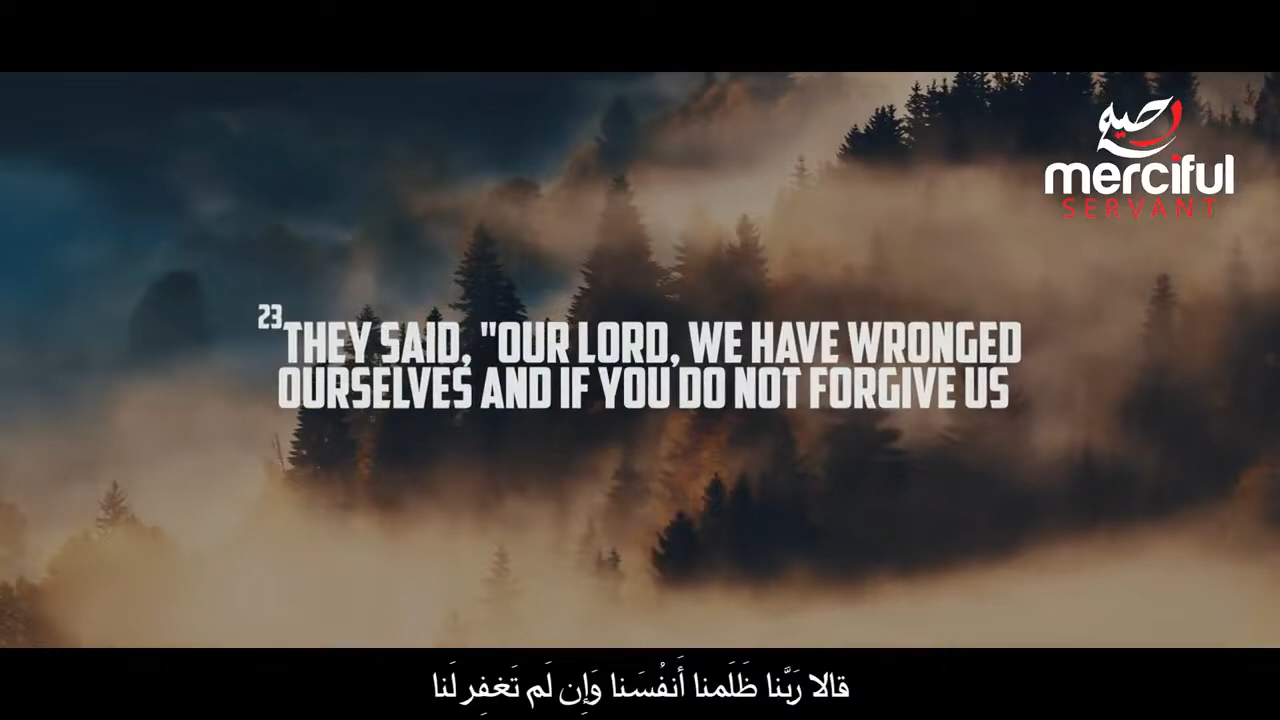 رحيم
merciful
SERVANT
23THEY SAID, "OUR LORD, WE HAVE WRONGED
OURSELVES AND IF YOU DO NOT FORGIVE US
قالا رَبَّنا ظَلَمنا أَنفُسَنا وَإِن لَم تَغفِر لَنا